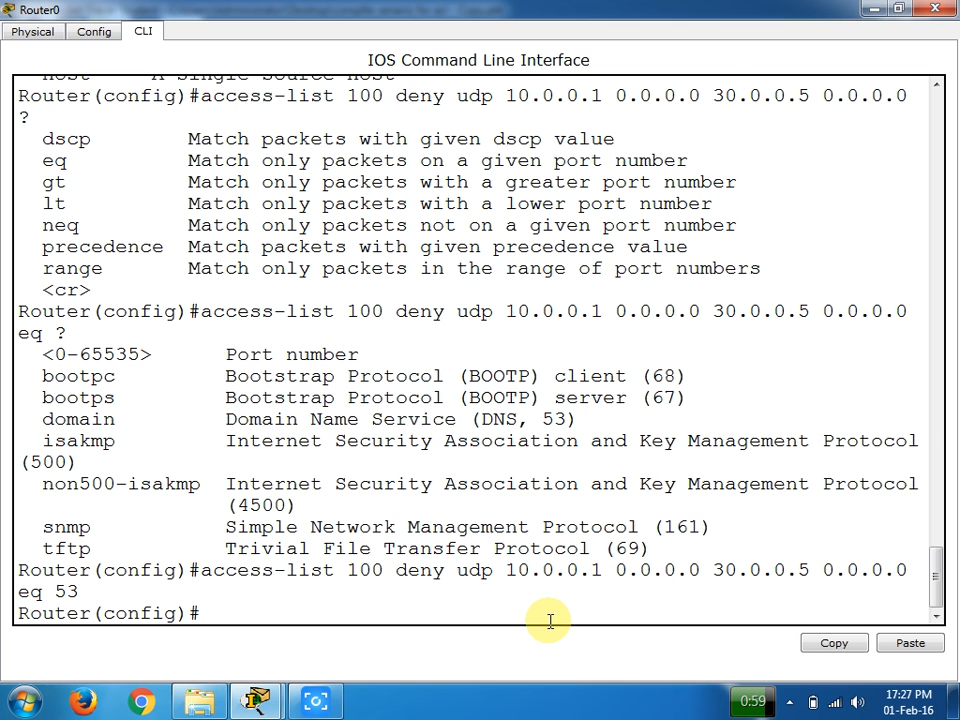 Router0
Physical
Config
CLI
IOS Command Line Interface
host A single source host
Router(config)#access-list 100 deny udp 10.0.0.1 0.0.0.0 30.0.0.5 0.0.0.0
?
dscp Match packets with given dscp value
eq Match only packets on a given port number
gt Match only packets with a greater port number
lt Match only packets with a lower port number
neq Match only packets not on a given port number
precedence Match packets with given precedence value
range Match only packets in the range of port numbers
<cr>
Router(config)#access-list 100 deny udp 10.0.0.1 0.0.0.0 30.0.0.5 0.0.0.0
eq ?
<0-65535> Port number
bootpc Bootstrap Protocol (BOOTP) client (68)
bootps Bootstrap Protocol (BOOTP) server (67)
domain Domain Name Service (DNS, 53)
isakmp Internet Security Association and Key Management Protocol
(500)
non500-isakmp Internet Security Association and Key Management Protocol
(4500)
snmp Simple Network Management Protocol (161)
tftp Trivial File Transfer Protocol (69)
Router(config)#access-list 100 deny udp 10.0.0.1 0.0.0.0 30.0.0.5 0.0.0.0
eq 53
Router(config)#
Copy
Paste
0:59
17:27 PM
01-Feb-16